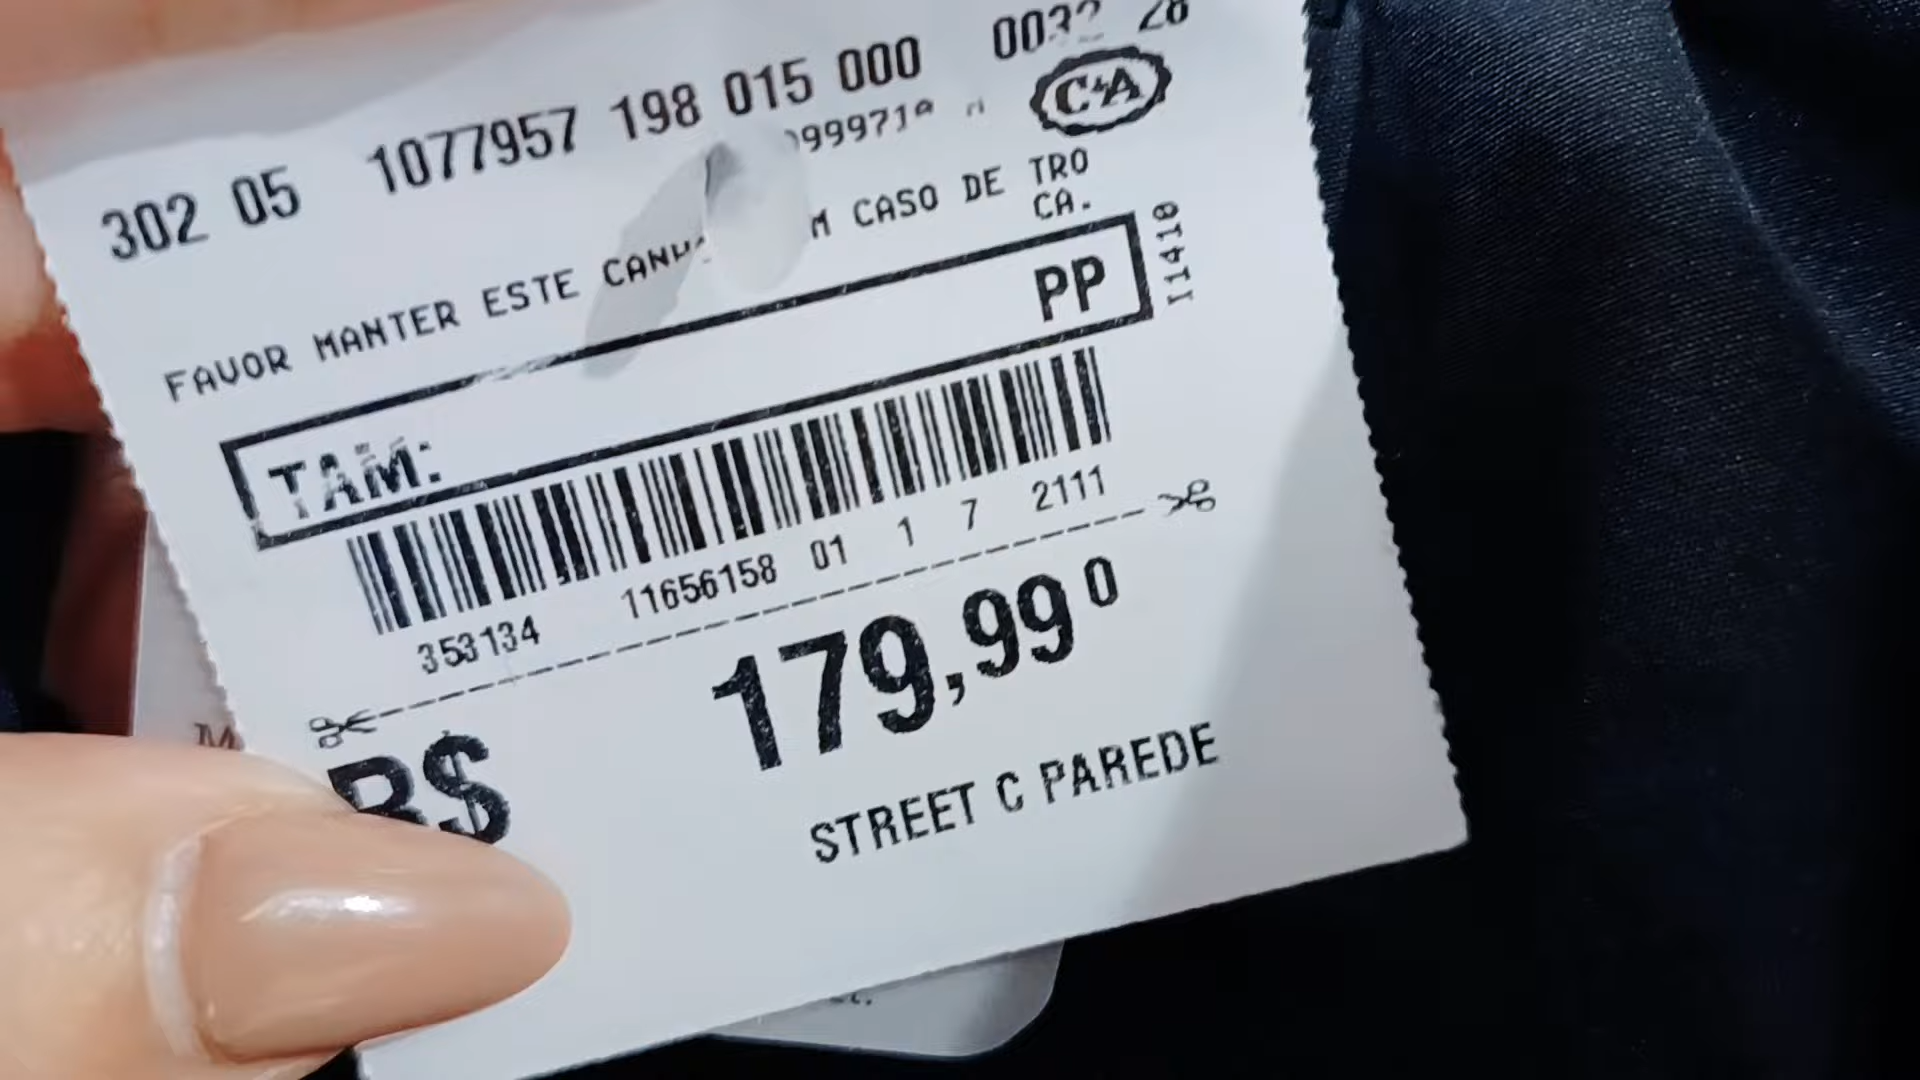 302 05 1077957 198 015 000
C&A
FAVOR MANTER ESTE CASO DE TRO
CA.
I1418
TAM: PP
353134 11656158 01 1 7 2111
R$ 179,99 0
STREET C PAREDE